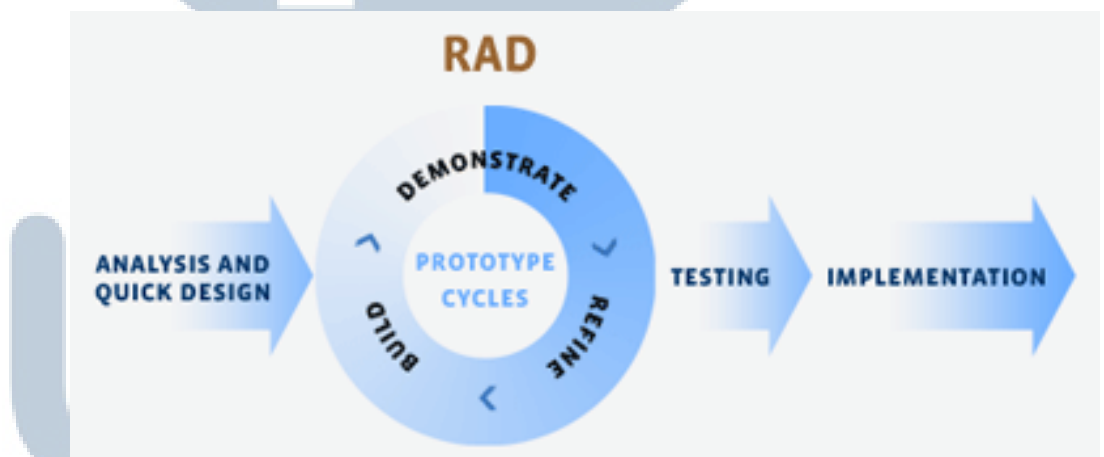 RAD
ANALYSIS AND
QUICK DESIGN
DEMONSTRATE
PROTOTYPE
CYCLES
BUILD
REFINE
TESTING
IMPLEMENTATION